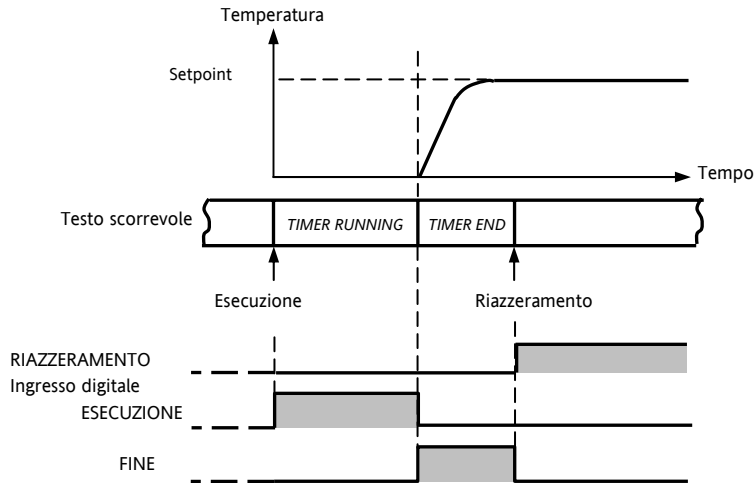 Temperatura
Setpoint
Tempo
Testo scorrevole
TIMER RUNNING
TIMER END
Esecuzione
Riazzeramento
RIAZZERAMENTO
Ingresso digitale
ESECUZIONE
FINE